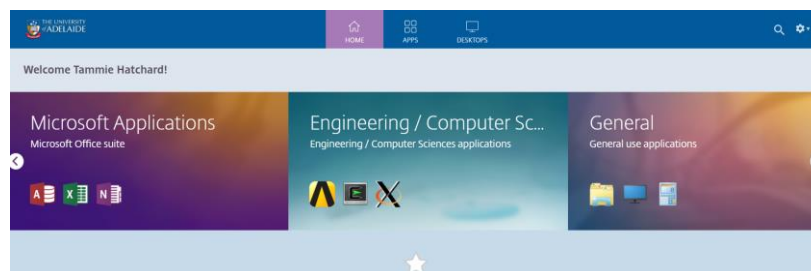 THE UNIVERSITY
of ADELAIDE
HOME
APPS
DESKTOPS
Welcome Tammie Hatchard!
Microsoft Applications
Microsoft Office suite
Engineering / Computer Sc...
Engineering / Computer Sciences applications
General
General use applications
A
X
N